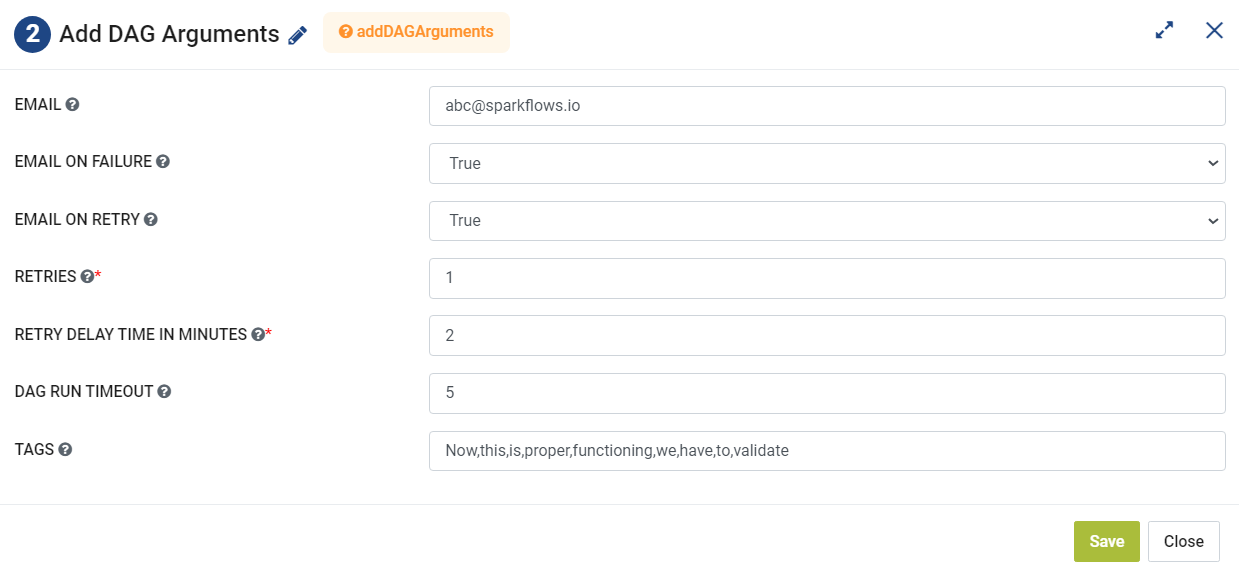 2 Add DAG Arguments addDAGArguments
EMAIL abc@sparkflows.io
EMAIL ON FAILURE True
EMAIL ON RETRY True
RETRIES * 1
RETRY DELAY TIME IN MINUTES * 2
DAG RUN TIMEOUT 5
TAGS Now,this,is,proper,functioning,we,have,to,validate
Save Close